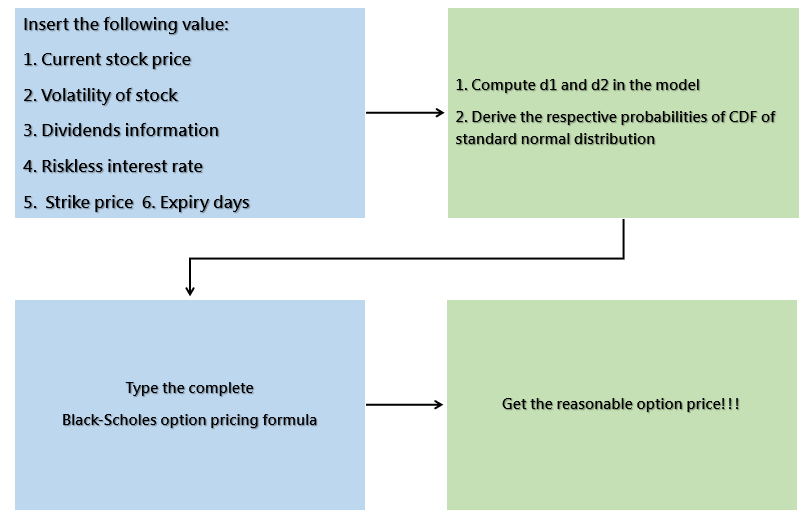 Insert the following value:
1. Current stock price
2. Volatility of stock
3. Dividends information
4. Riskless interest rate
5.  Strike price  6. Expiry days
1. Compute d1 and d2 in the model
2. Derive the respective probabilities of CDF of
standard normal distribution
Type the complete
Black-Scholes option pricing formula
Get the reasonable option price!!!